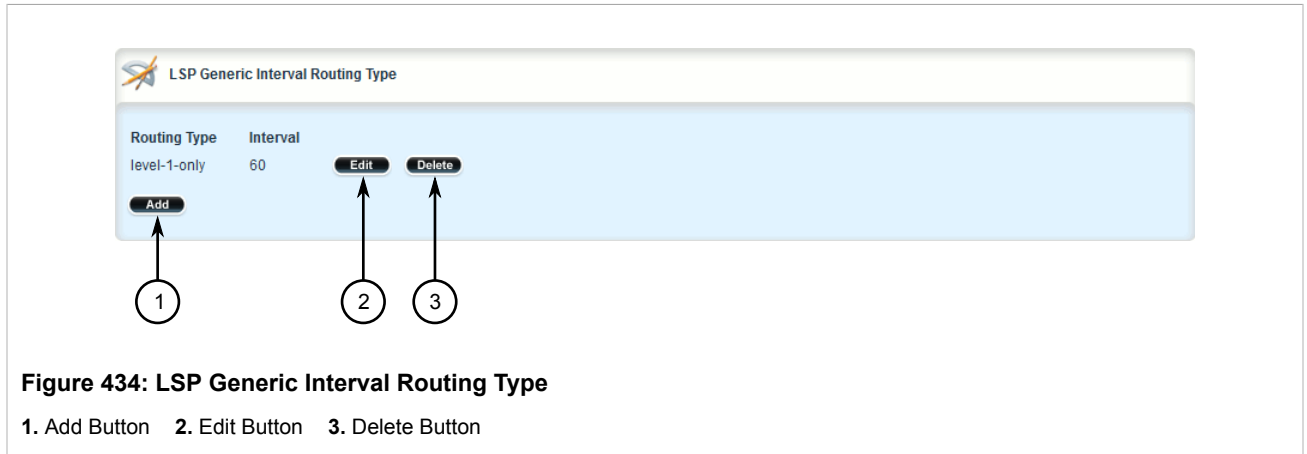 LSP Generic Interval Routing Type
Routing Type Interval
level-1-only 60 Edit Delete
Add
1 2 3
Figure 434: LSP Generic Interval Routing Type
1. Add Button 2. Edit Button 3. Delete Button